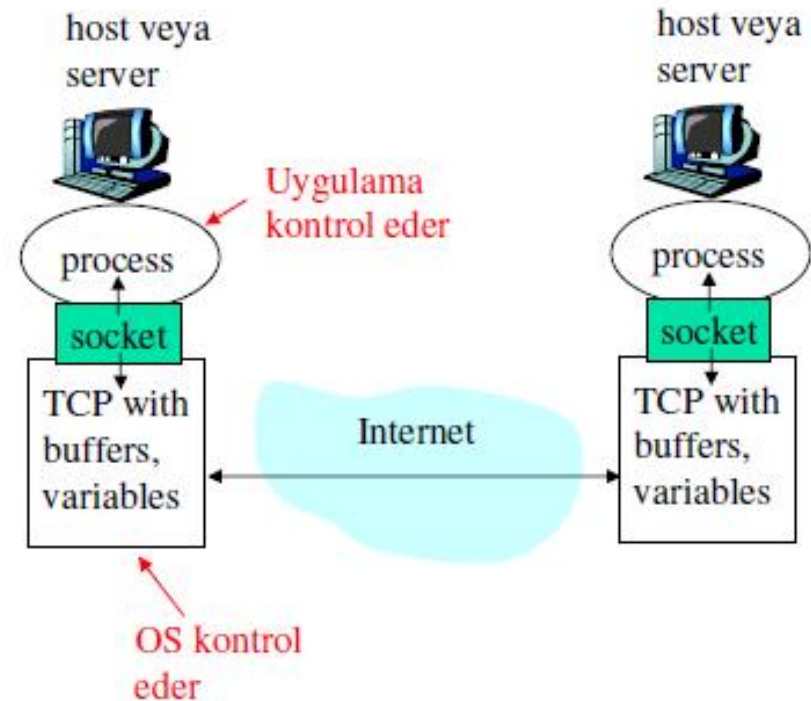 host veya
server
host veya
server
Uygulama
kontrol eder
process
process
socket
socket
TCP with
buffers,
variables
Internet
TCP with
buffers,
variables
OS kontrol
eder